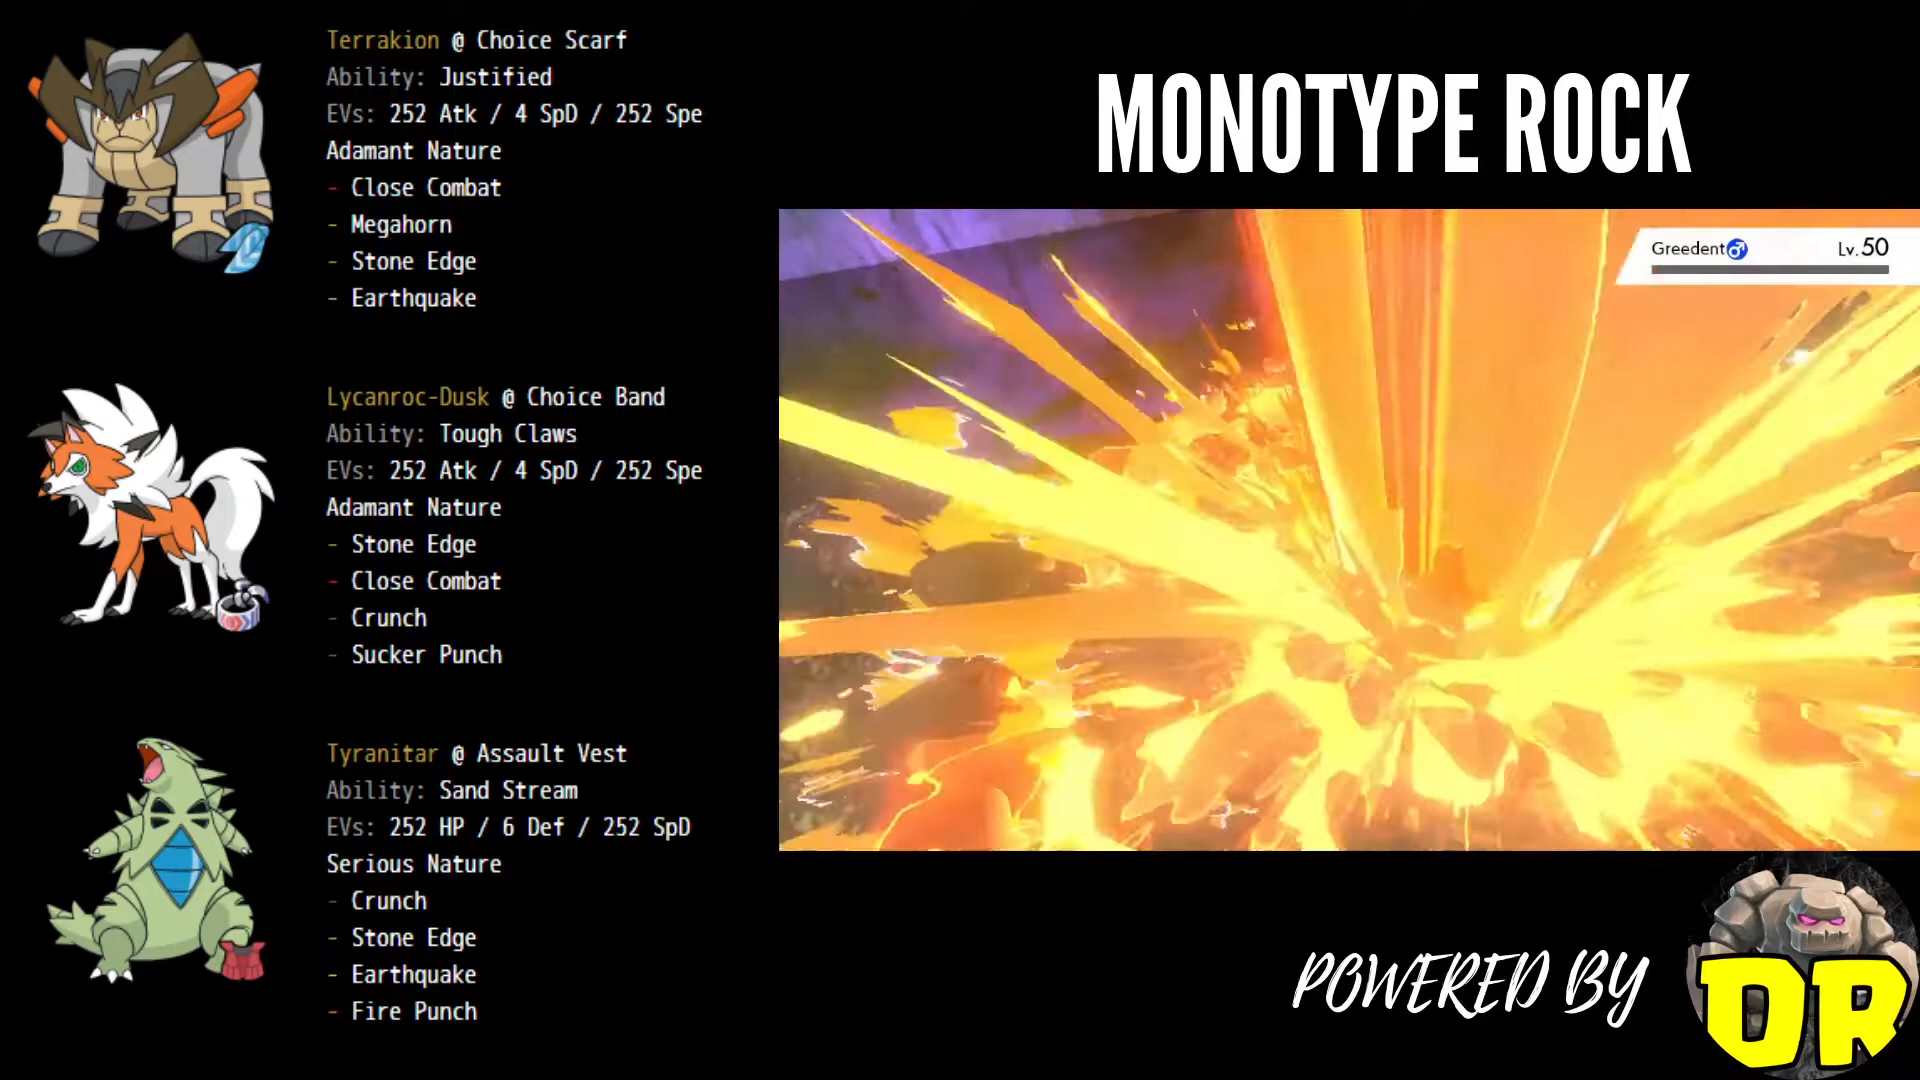 Terrakion @ Choice Scarf
Ability: Justified
EVs: 252 Atk / 4 SpD / 252 Spe
Adamant Nature
- Close Combat
- Megahorn
- Stone Edge
- Earthquake
Lycanroc-Dusk @ Choice Band
Ability: Tough Claws
EVs: 252 Atk / 4 SpD / 252 Spe
Adamant Nature
- Stone Edge
- Close Combat
- Crunch
- Sucker Punch
Tyranitar @ Assault Vest
Ability: Sand Stream
EVs: 252 HP / 6 Def / 252 SpD
Serious Nature
- Crunch
- Stone Edge
- Earthquake
- Fire Punch
MONOTYPE ROCK
Greedent♂ Lv.50
POWERED BY
DR